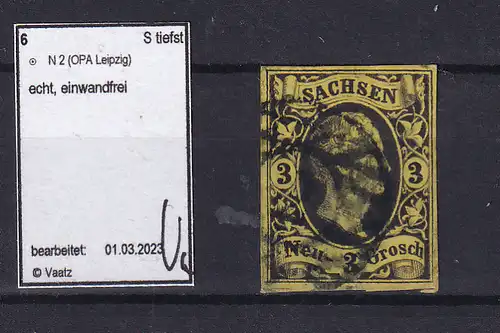 6 S tiefst
N 2 (OPA Leipzig)
echt, einwandfrei
bearbeitet: 01.03.2023
© Vaatz
SACHSEN
3 3
Neu- 3 Grosch